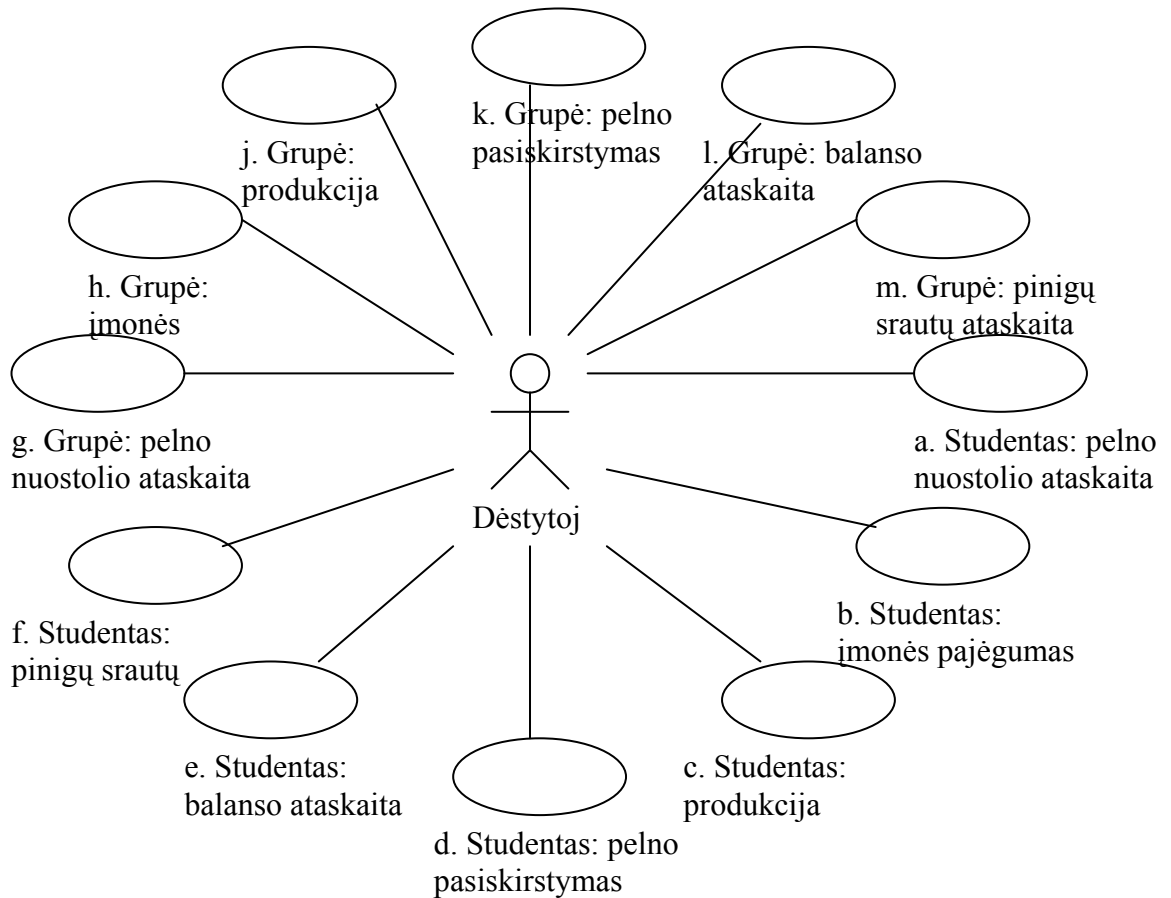 k. Grupė: pelno
pasiskirstymas
j. Grupė:
produkcija
l. Grupė: balanso
ataskaita
h. Grupė:
įmonės
m. Grupė: pinigų
srautų ataskaita
g. Grupė: pelno
nuostolio ataskaita
a. Studentas: pelno
nuostolio ataskaita
Dėstytoj
f. Studentas:
pinigų srautų
b. Studentas:
įmonės pajėgumas
e. Studentas:
balanso ataskaita
c. Studentas:
produkcija
d. Studentas: pelno
pasiskirstymas